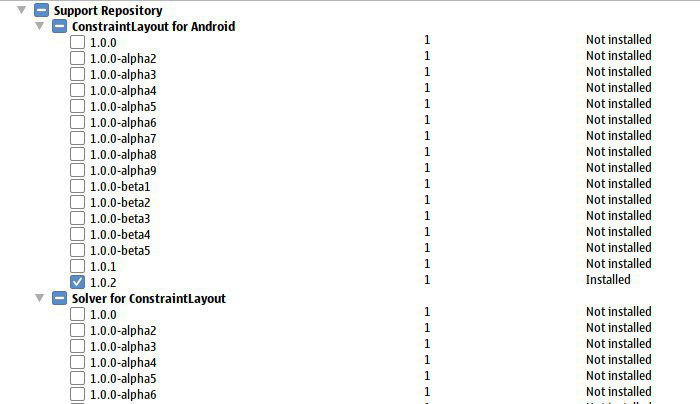 Support Repository
ConstraintLayout for Android
1.0.0 1 Not installed
1.0.0-alpha2 1 Not installed
1.0.0-alpha3 1 Not installed
1.0.0-alpha4 1 Not installed
1.0.0-alpha5 1 Not installed
1.0.0-alpha6 1 Not installed
1.0.0-alpha7 1 Not installed
1.0.0-alpha8 1 Not installed
1.0.0-alpha9 1 Not installed
1.0.0-beta1 1 Not installed
1.0.0-beta2 1 Not installed
1.0.0-beta3 1 Not installed
1.0.0-beta4 1 Not installed
1.0.0-beta5 1 Not installed
1.0.1 1 Not installed
1.0.2 1 Installed
Solver for ConstraintLayout
1.0.0 1 Not installed
1.0.0-alpha2 1 Not installed
1.0.0-alpha3 1 Not installed
1.0.0-alpha4 1 Not installed
1.0.0-alpha5 1 Not installed
1.0.0-alpha6 1 Not installed